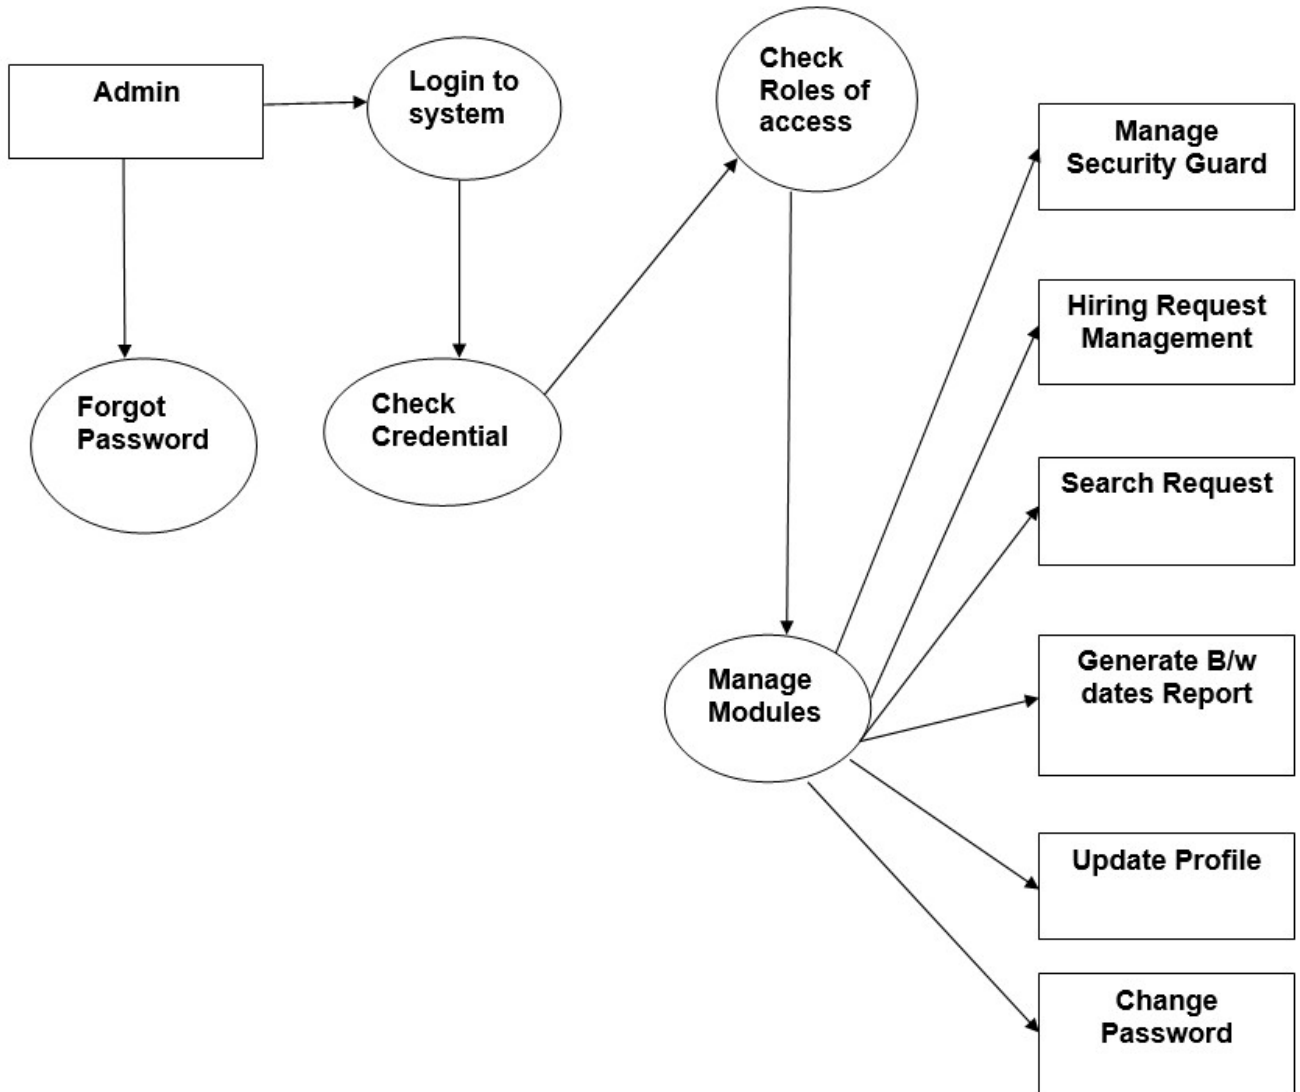 Admin
Login to
system
Check
Roles of
access
Manage
Security Guard
Hiring Request
Management
Forgot
Password
Check
Credential
Search Request
Manage
Modules
Generate B/w
dates Report
Update Profile
Change
Password